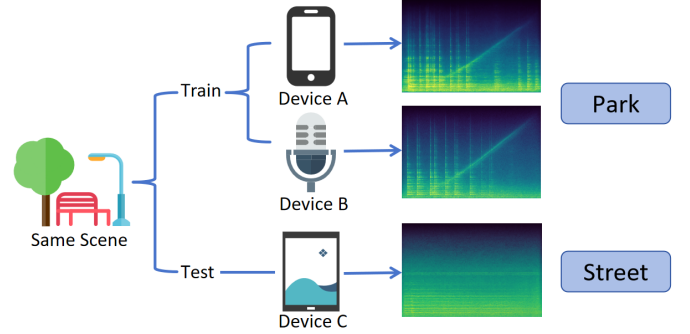 Train
Device A
Park
Device B
Same Scene
Test
Street
Device C